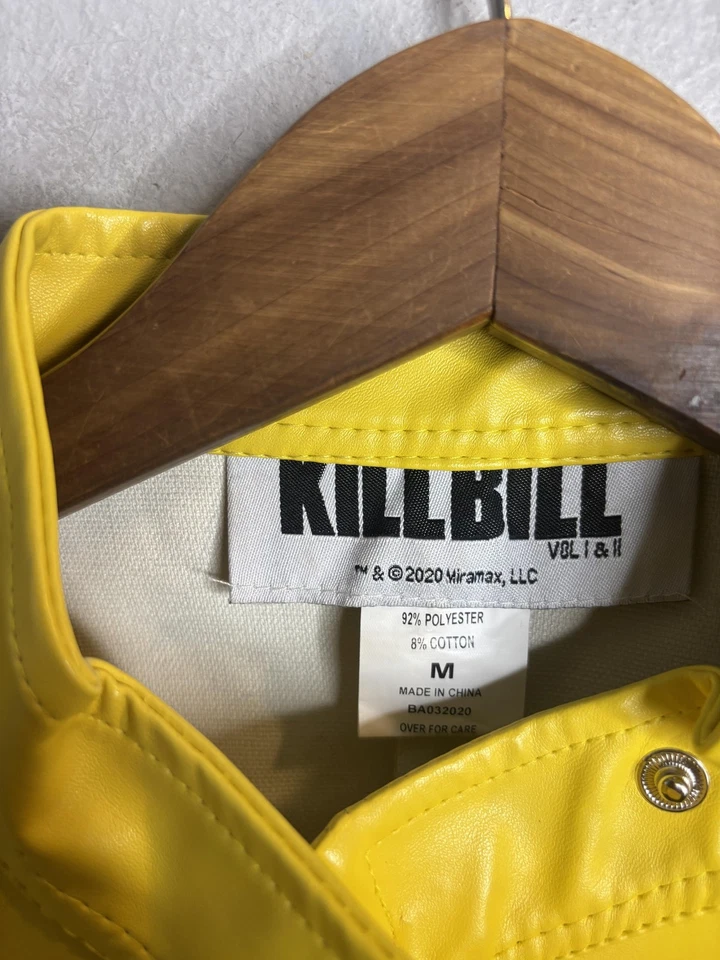 KILLBILL
VOL I & II
™ & © 2020 Miramax, LLC
92% POLYESTER
8% COTTON
M
MADE IN CHINA
BA032020
OVER FOR CARE